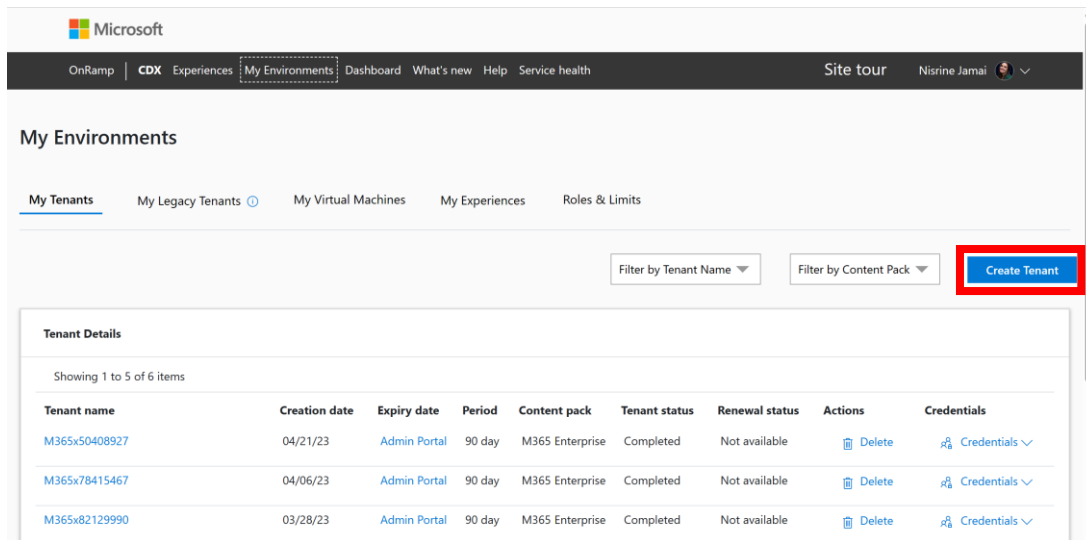 Microsoft
OnRamp CDX Experiences My Environments Dashboard What's new Help Service health Site tour Nisrine Jamai
My Environments
My Tenants My Legacy Tenants My Virtual Machines My Experiences Roles & Limits
Filter by Tenant Name Filter by Content Pack Create Tenant
Tenant Details
Showing 1 to 5 of 6 items
Tenant name Creation date Expiry date Period Content pack Tenant status Renewal status Actions Credentials
M365x50408927 04/21/23 Admin Portal 90 day M365 Enterprise Completed Not available Delete Credentials
M365x78415467 04/06/23 Admin Portal 90 day M365 Enterprise Completed Not available Delete Credentials
M365x82129990 03/28/23 Admin Portal 90 day M365 Enterprise Completed Not available Delete Credentials